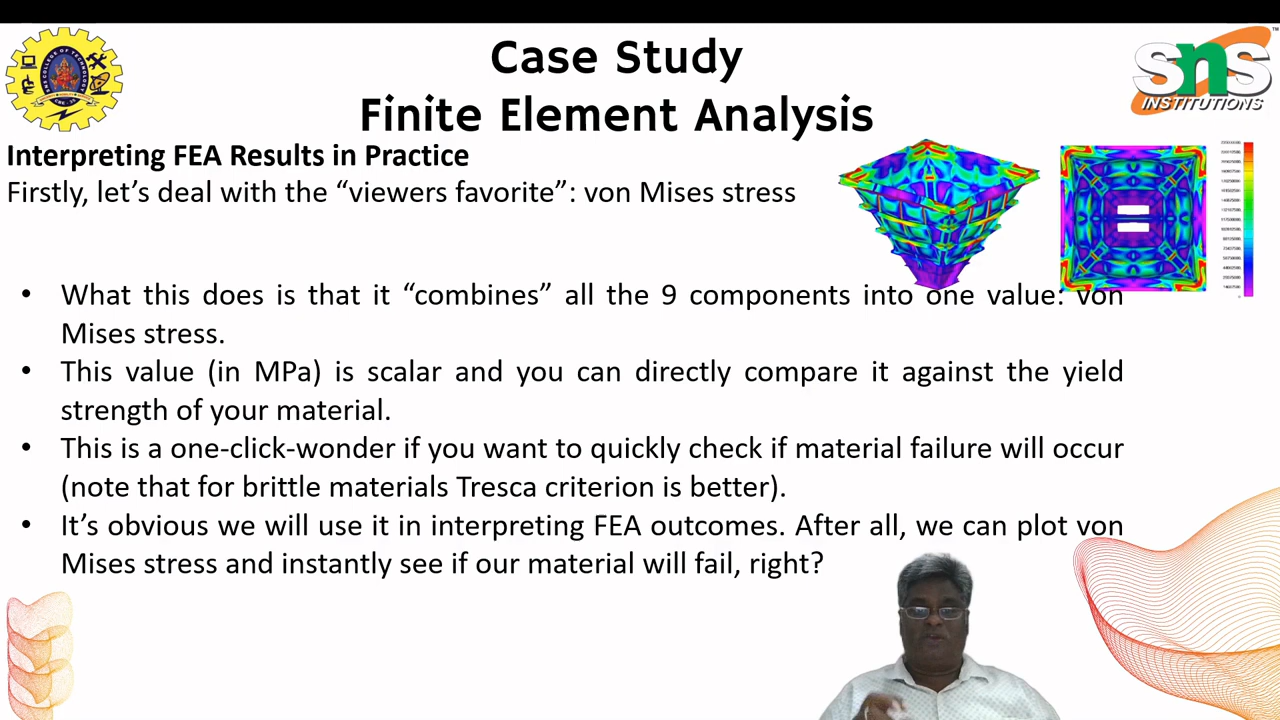 Case Study
Finite Element Analysis
sns
INSTITUTIONS
Interpreting FEA Results in Practice
Firstly, let’s deal with the “viewers favorite”: von Mises stress
• What this does is that it “combines” all the 9 components into one value: von
Mises stress.
• This value (in MPa) is scalar and you can directly compare it against the yield
strength of your material.
• This is a one-click-wonder if you want to quickly check if material failure will occur
(note that for brittle materials Tresca criterion is better).
• It’s obvious we will use it in interpreting FEA outcomes. After all, we can plot von
Mises stress and instantly see if our material will fail, right?